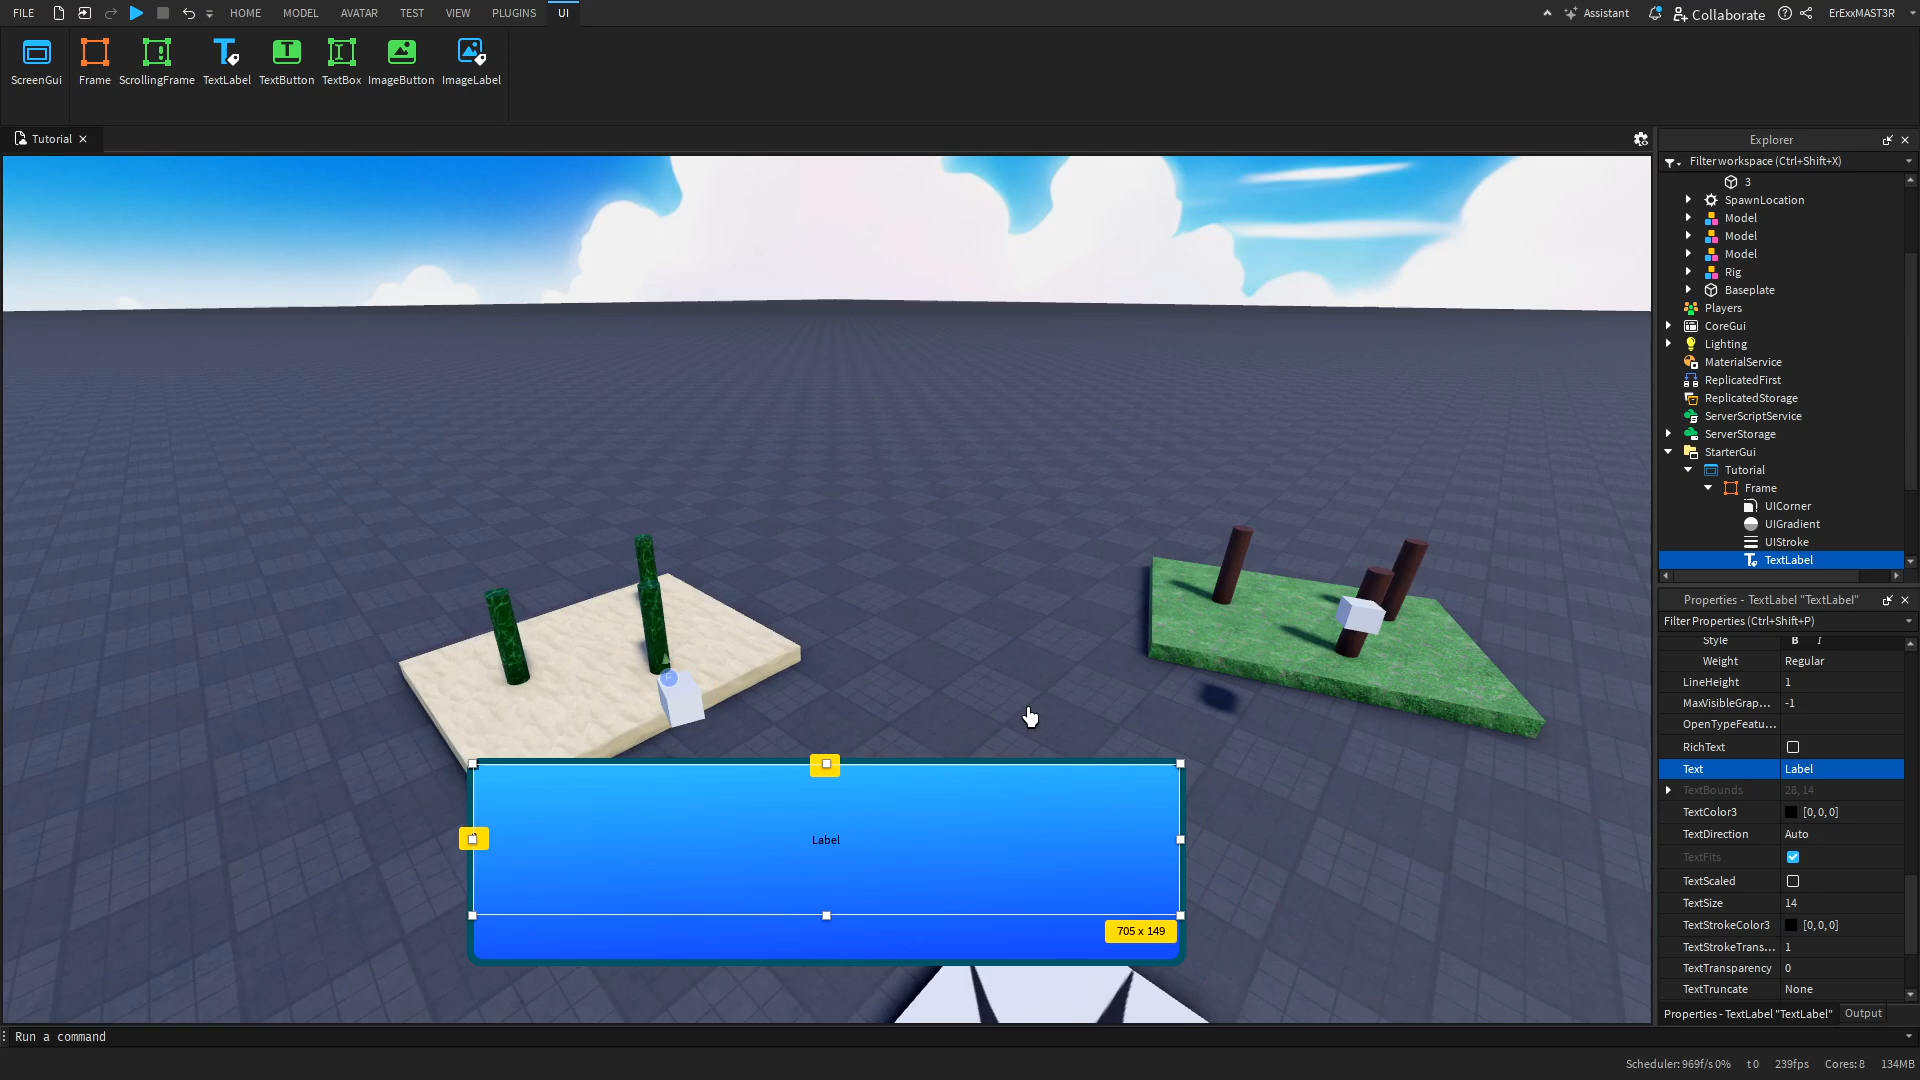 FILE HOME MODEL AVATAR TEST VIEW PLUGINS UI Assistant Collaborate ErExxMAST3R
ScreenGui Frame ScrollingFrame TextLabel TextButton TextBox ImageButton ImageLabel
Tutorial
Explorer
Filter workspace (Ctrl+Shift+X)
3
SpawnLocation
Model
Model
Model
Rig
Baseplate
Players
CoreGui
Lighting
MaterialService
ReplicatedFirst
ReplicatedStorage
ServerScriptService
ServerStorage
StarterGui
Tutorial
Frame
UICorner
UIGradient
UIStroke
TextLabel
Properties - TextLabel "TextLabel"
Filter Properties (Ctrl+Shift+P)
Style B I
Weight Regular
LineHeight 1
MaxVisibleGrap... -1
OpenTypeFeatu...
RichText
Text Label
TextBounds 28, 14
TextColor3 [0, 0, 0]
TextDirection Auto
TextFits
TextScaled
TextSize 14
TextStrokeColor3 [0, 0, 0]
TextStrokeTrans... 1
TextTransparency 0
TextTruncate None
Properties - TextLabel "TextLabel" Output
F
Label
705 x 149
Run a command
Scheduler: 969f/s 0% t 0 239fps Cores: 8 134MB